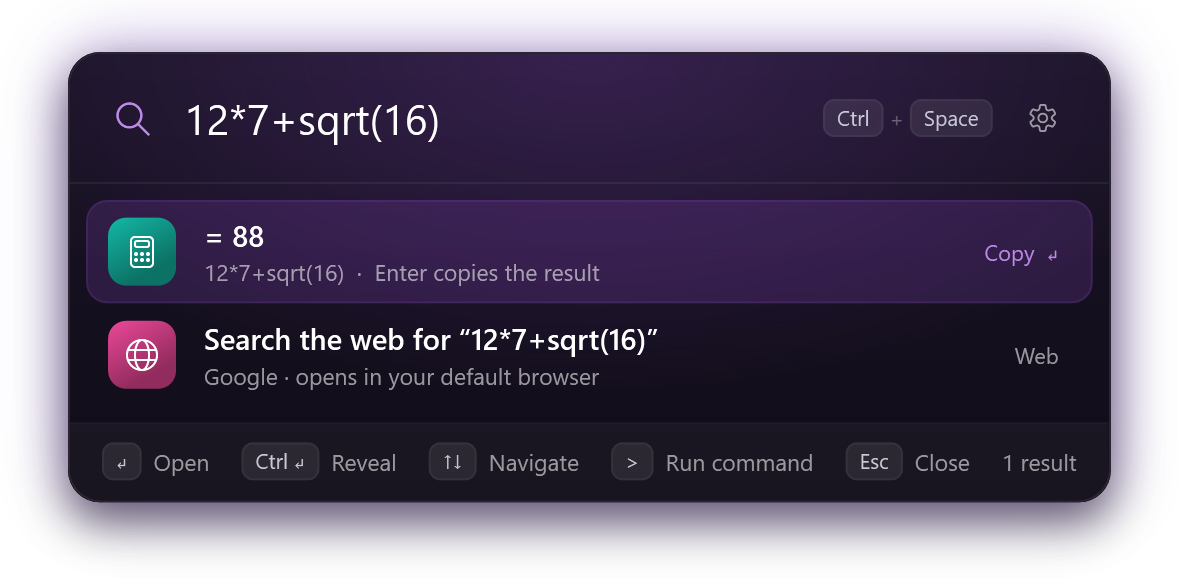 12*7+sqrt(16) Ctrl + Space
= 88
12*7+sqrt(16) · Enter copies the result
Copy ↵
Search the web for “12*7+sqrt(16)”
Google · opens in your default browser
Web
↵ Open Ctrl ↵ Reveal ↑↓ Navigate > Run command Esc Close 1 result